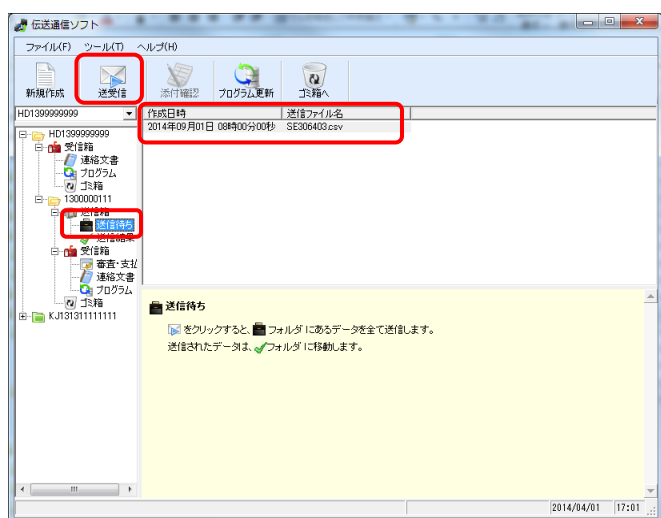 伝送通信ソフト
ファイル(F) ツール(T) ヘルプ(H)
新規作成 送受信 添付確認 プログラム更新 ゴミ箱へ
HD1399999999
作成日時 送信ファイル名
2014年09月01日 08時00分00秒 SE306403.csv
HD1399999999
受信箱
連絡文書
プログラム
ゴミ箱
1300000111
送信箱
送信待ち
送信結果
受信箱
審査・支払
連絡文書
プログラム
ゴミ箱
KJ131311111111
送信待ち
をクリックすると、フォルダにあるデータを全て送信します。
送信されたデータは、フォルダに移動します。
2014/04/01 17:01